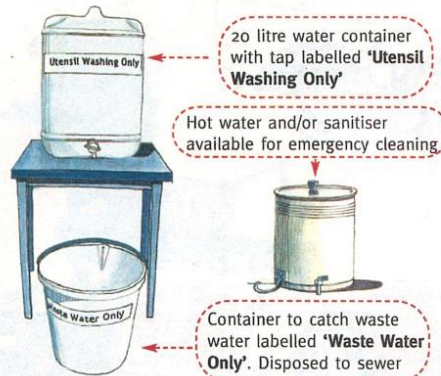 Utensil Washing Only
20 litre water container
with tap labelled ‘Utensil
Washing Only’
Hot water and/or sanitiser
available for emergency cleaning
Waste Water Only
Container to catch waste
water labelled ‘Waste Water
Only’. Disposed to sewer